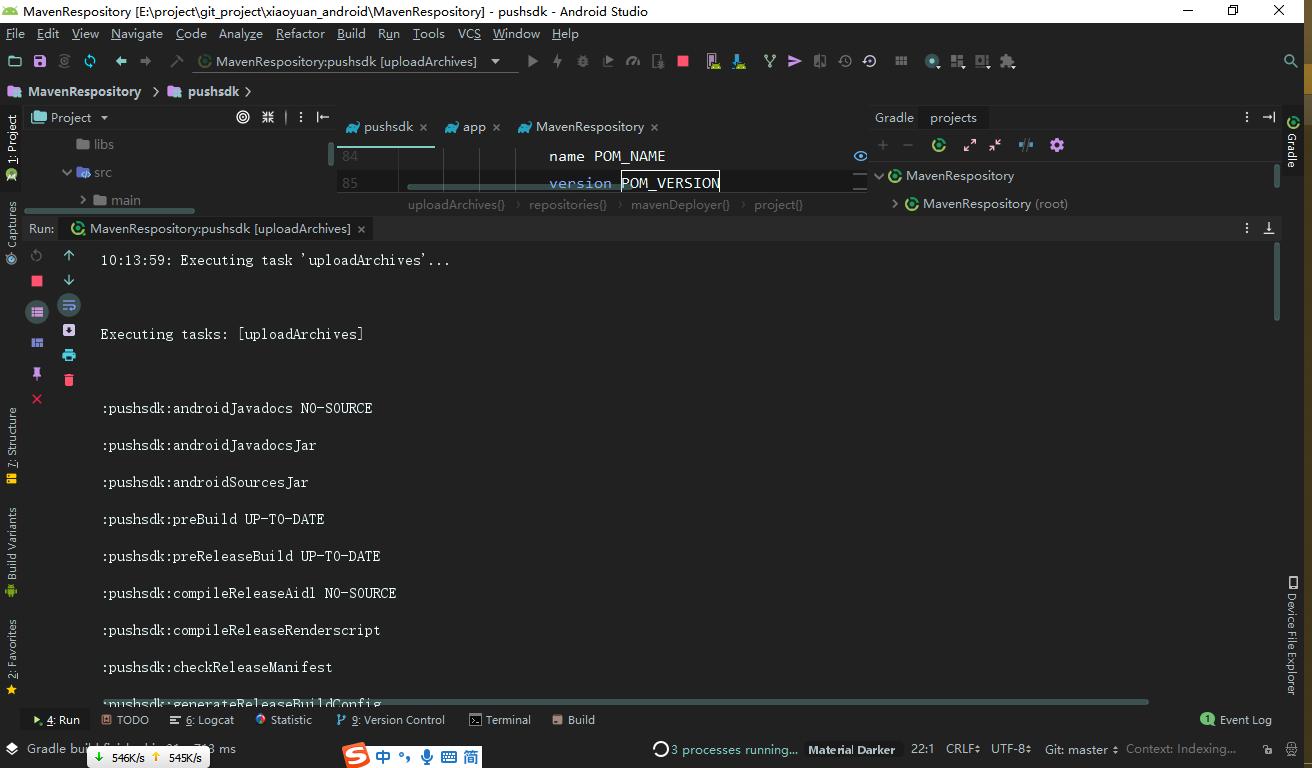 MavenRespository [E:\project\git_project\xiaoyuan_android\MavenRespository] - pushsdk - Android Studio
File Edit View Navigate Code Analyze Refactor Build Run Tools VCS Window Help
MavenRespository:pushsdk [uploadArchives]
MavenRespository pushsdk
Project
libs
src
main
pushsdk app MavenRespository
84 name POM_NAME
85 version POM_VERSION
uploadArchives{} repositories{} mavenDeployer{} project{}
Gradle projects
MavenRespository
MavenRespository (root)
Run: MavenRespository:pushsdk [uploadArchives]
10:13:59: Executing task 'uploadArchives'...
Executing tasks: [uploadArchives]
:pushsdk:androidJavadocs NO-SOURCE
:pushsdk:androidJavadocsJar
:pushsdk:androidSourcesJar
:pushsdk:preBuild UP-TO-DATE
:pushsdk:preReleaseBuild UP-TO-DATE
:pushsdk:compileReleaseAidl NO-SOURCE
:pushsdk:compileReleaseRenderscript
:pushsdk:checkReleaseManifest
:pushsdk:generateReleaseBuildConfig
1: Project
Captures
7: Structure
Build Variants
2: Favorites
Gradle
Device File Explorer
4: Run TODO 6: Logcat Statistic 9: Version Control Terminal Build 1 Event Log
Gradle ms 3 processes running... Material Darker 22:1 CRLF UTF-8 Git: master Context: Indexing...
546K/s 545K/s
S 中 简